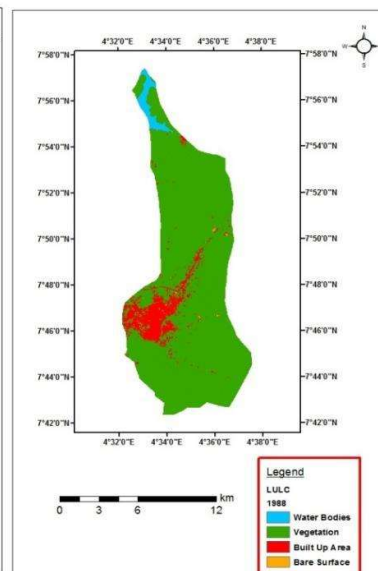 N
W E
S
4°32'0"E 4°34'0"E 4°36'0"E 4°38'0"E
7°58'0"N 7°58'0"N
7°56'0"N 7°56'0"N
7°54'0"N 7°54'0"N
7°52'0"N 7°52'0"N
7°50'0"N 7°50'0"N
7°48'0"N 7°48'0"N
7°46'0"N 7°46'0"N
7°44'0"N 7°44'0"N
7°42'0"N 7°42'0"N
4°32'0"E 4°34'0"E 4°36'0"E 4°38'0"E
km
0 3 6 12
Legend
LULC
1988
Water Bodies
Vegetation
Built Up Area
Bare Surface